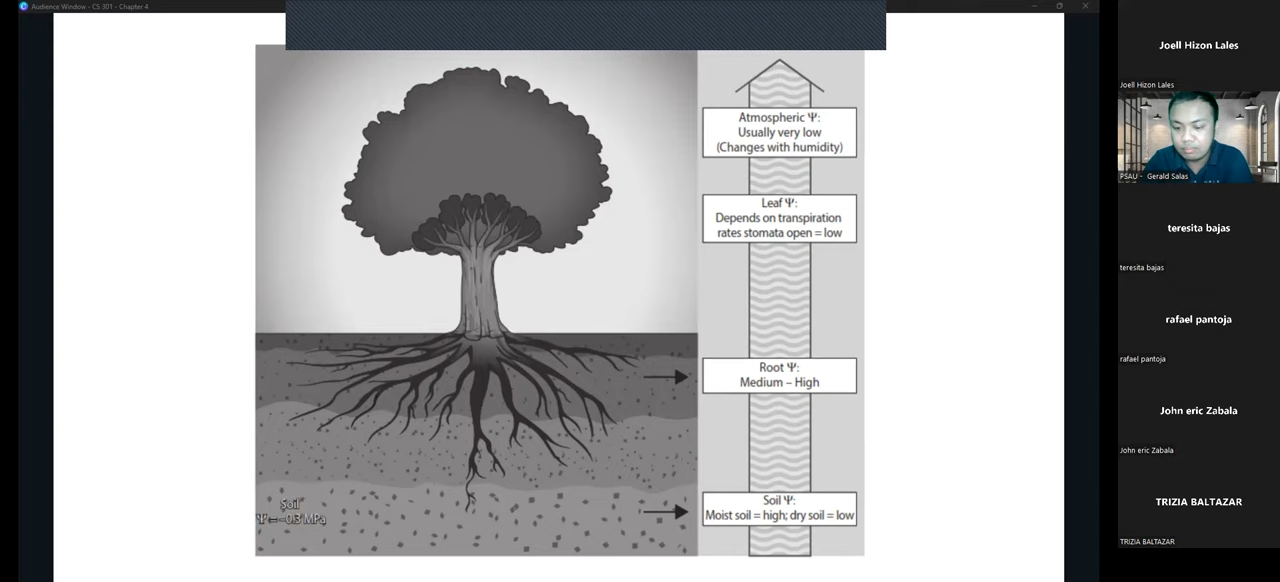 Audience Window - CS 301 - Chapter 4
Atmospheric Ψ:
Usually very low
(Changes with humidity)
Leaf Ψ:
Depends on transpiration
rates stomata open = low
Root Ψ:
Medium – High
Soil Ψ:
Moist soil = high; dry soil = low
Soil
Ψ = −0.3 MPa
Joell Hizon Lales
Joell Hizon Lales
PSAU - Gerald Salas
teresita bajas
teresita bajas
rafael pantoja
rafael pantoja
John eric Zabala
John eric Zabala
TRIZIA BALTAZAR
TRIZIA BALTAZAR